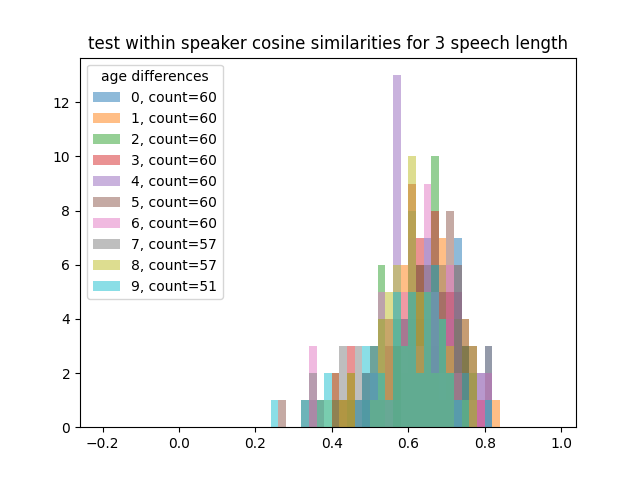 test within speaker cosine similarities for 3 speech length
age differences
0, count=60
1, count=60
2, count=60
3, count=60
4, count=60
5, count=60
6, count=60
7, count=57
8, count=57
9, count=51
12
10
8
6
4
2
0
−0.2 0.0 0.2 0.4 0.6 0.8 1.0